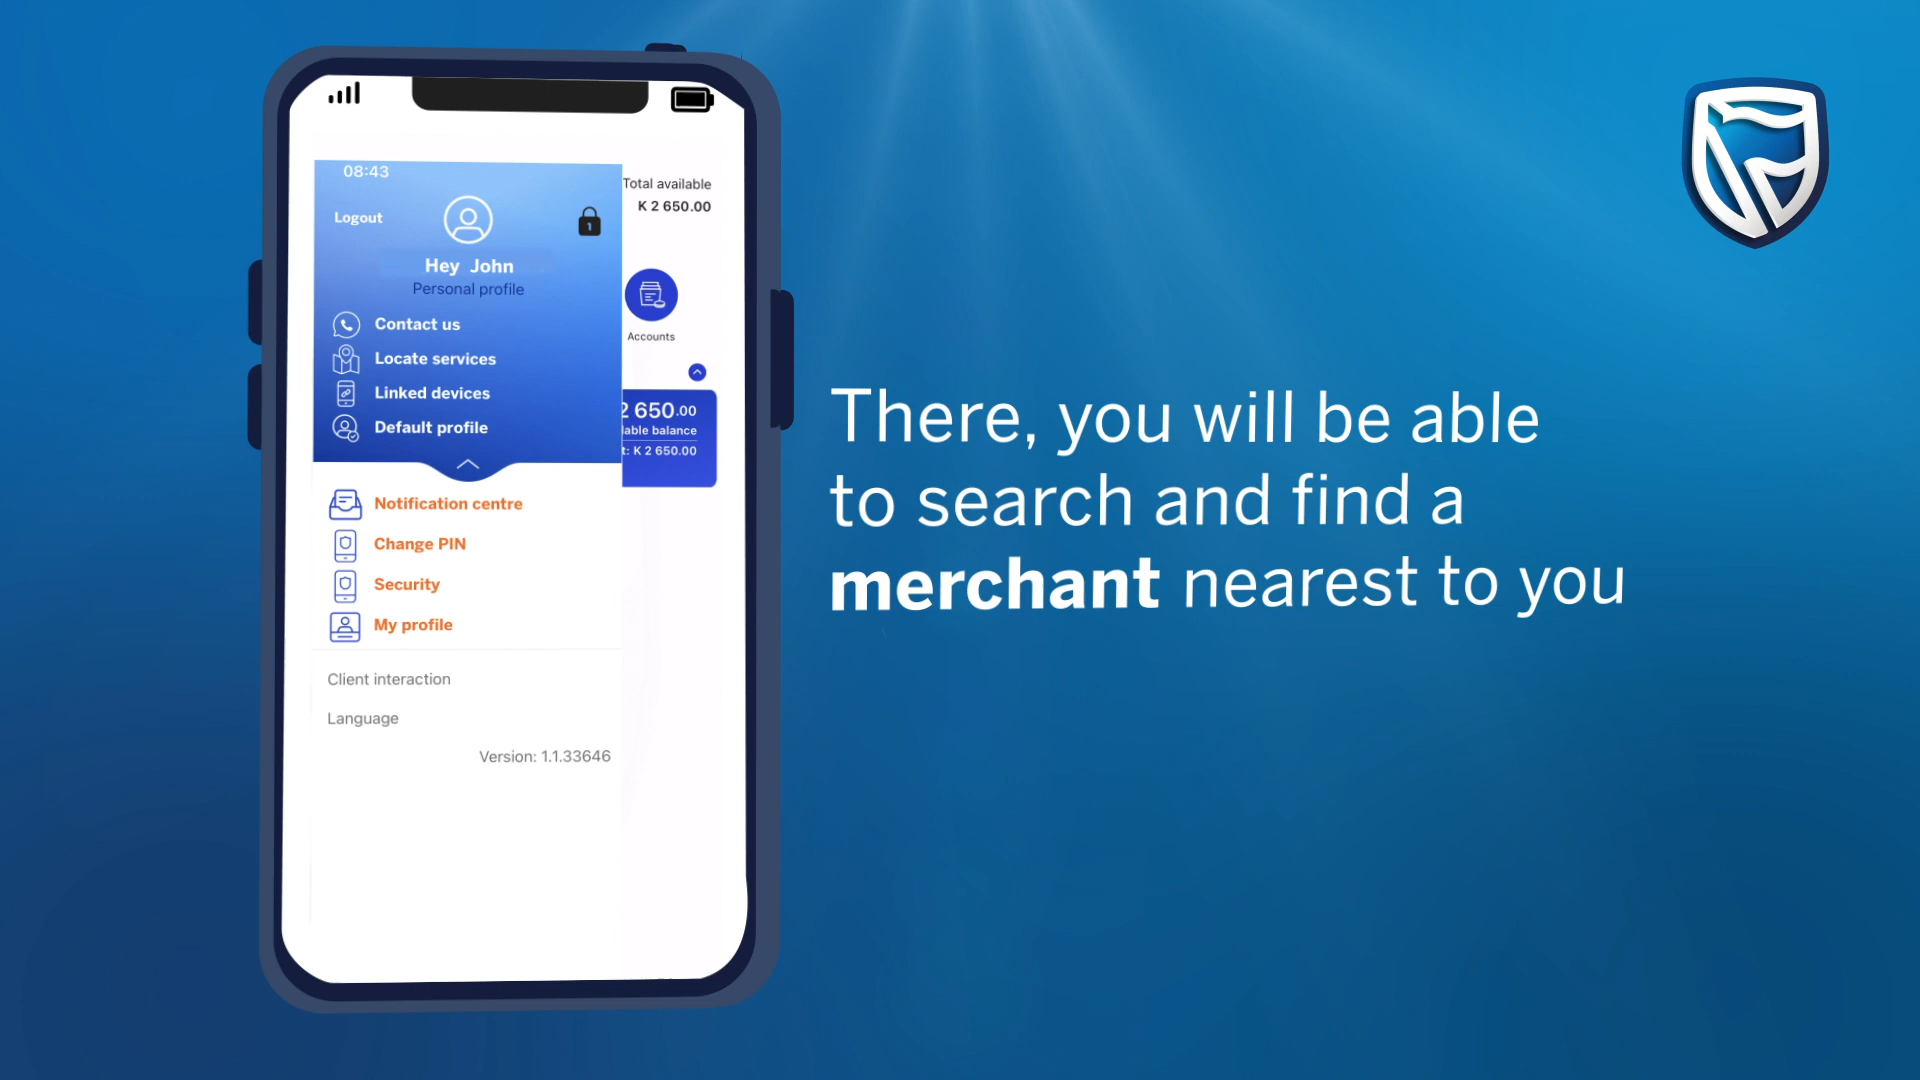 08:43
Logout
1
Hey John
Personal profile
Contact us
Locate services
Linked devices
Default profile
Notification centre
Change PIN
Security
My profile
Client interaction
Language
Version: 1.1.33646
Total available
K 2 650.00
Accounts
2 650.00
lable balance
t: K 2 650.00
There, you will be able
to search and find a
merchant nearest to you